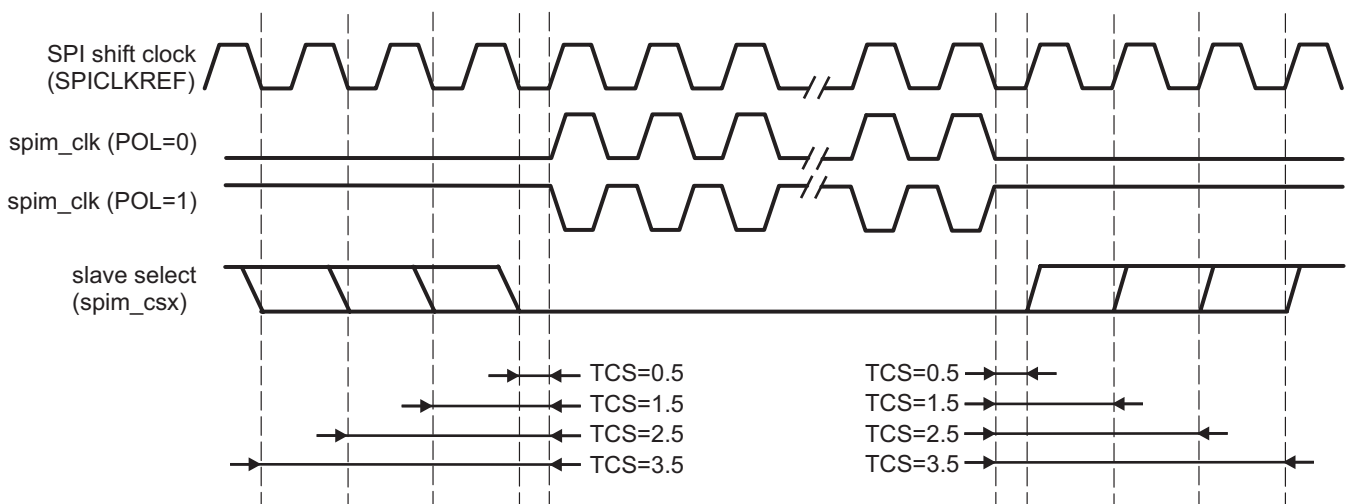 SPI shift clock
(SPICLKREF)
spim_clk (POL=0)
spim_clk (POL=1)
slave select
(spim_csx)
TCS=0.5
TCS=1.5
TCS=2.5
TCS=3.5
TCS=0.5
TCS=1.5
TCS=2.5
TCS=3.5